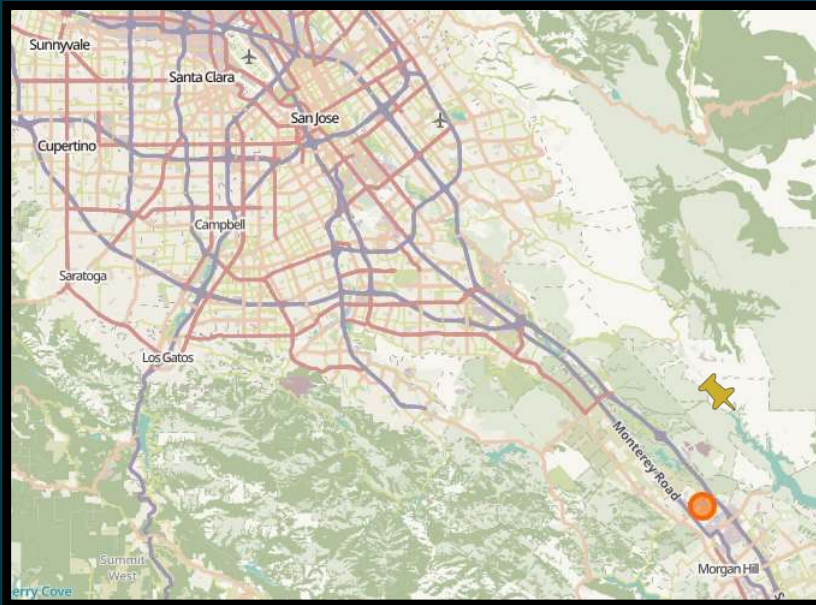 Sunnyvale
Santa Clara
San Jose
Cupertino
Campbell
Saratoga
Los Gatos
Monterey Road
Morgan Hill
Summit
West
erry Cove
S